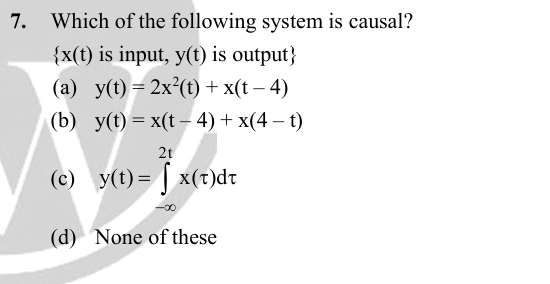 7. Which of the following system is causal?
{x(t) is input, y(t) is output}
(a) y(t) = 2x²(t) + x(t – 4)
(b) y(t) = x(t – 4) + x(4 – t)
(c) y(t) = ∫_{–∞}^{2t} x(τ)dτ
(d) None of these